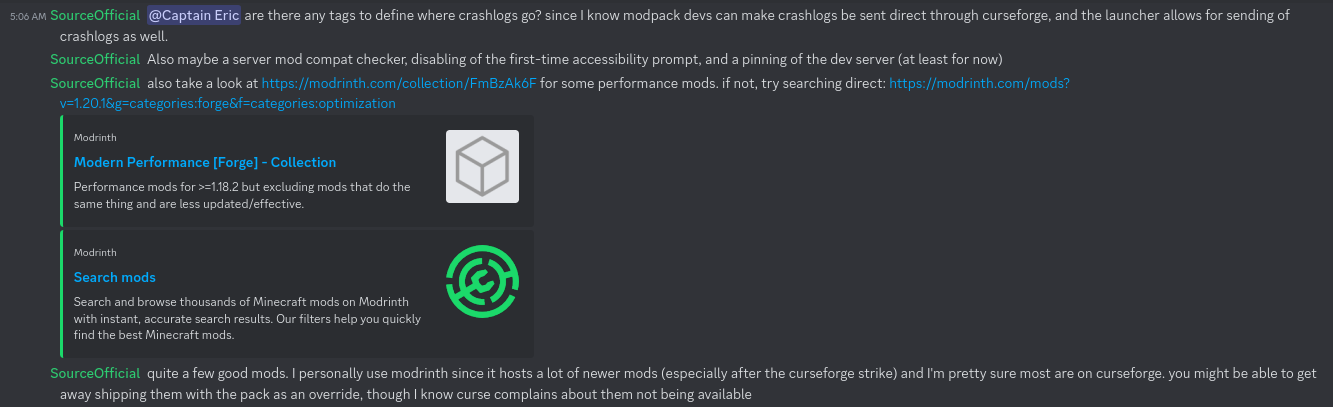 5:06 AM SourceOfficial @Captain Eric are there any tags to define where crashlogs go? since I know modpack devs can make crashlogs be sent direct through curseforge, and the launcher allows for sending of
crashlogs as well.
SourceOfficial Also maybe a server mod compat checker, disabling of the first-time accessibility prompt, and a pinning of the dev server (at least for now)
SourceOfficial also take a look at https://modrinth.com/collection/FmBzAk6F for some performance mods. if not, try searching direct: https://modrinth.com/mods?
v=1.20.1&g=categories:forge&f=categories:optimization
Modrinth
Modern Performance [Forge] - Collection
Performance mods for >=1.18.2 but excluding mods that do the
same thing and are less updated/effective.
Modrinth
Search mods
Search and browse thousands of Minecraft mods on Modrinth
with instant, accurate search results. Our filters help you quickly
find the best Minecraft mods.
SourceOfficial quite a few good mods. I personally use modrinth since it hosts a lot of newer mods (especially after the curseforge strike) and I'm pretty sure most are on curseforge. you might be able to get
away shipping them with the pack as an override, though I know curse complains about them not being available